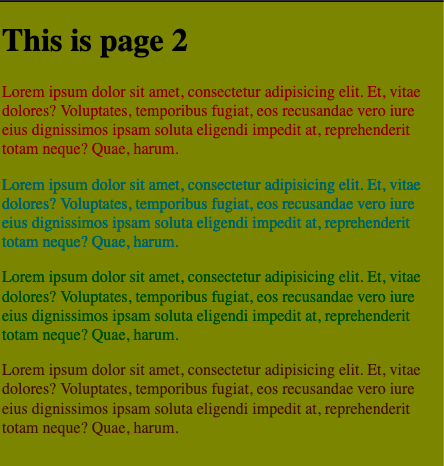 This is page 2
Lorem ipsum dolor sit amet, consectetur adipisicing elit. Et, vitae
dolores? Voluptates, temporibus fugiat, eos recusandae vero iure
eius dignissimos ipsam soluta eligendi impedit at, reprehenderit
totam neque? Quae, harum.
Lorem ipsum dolor sit amet, consectetur adipisicing elit. Et, vitae
dolores? Voluptates, temporibus fugiat, eos recusandae vero iure
eius dignissimos ipsam soluta eligendi impedit at, reprehenderit
totam neque? Quae, harum.
Lorem ipsum dolor sit amet, consectetur adipisicing elit. Et, vitae
dolores? Voluptates, temporibus fugiat, eos recusandae vero iure
eius dignissimos ipsam soluta eligendi impedit at, reprehenderit
totam neque? Quae, harum.
Lorem ipsum dolor sit amet, consectetur adipisicing elit. Et, vitae
dolores? Voluptates, temporibus fugiat, eos recusandae vero iure
eius dignissimos ipsam soluta eligendi impedit at, reprehenderit
totam neque? Quae, harum.